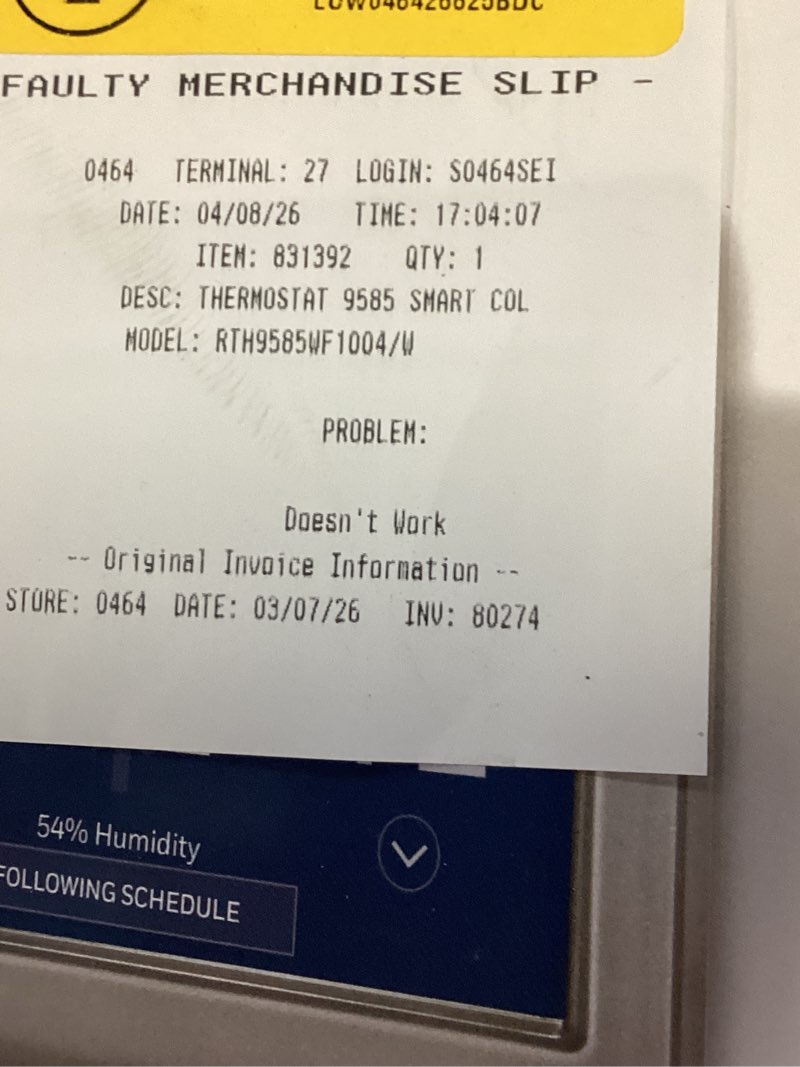 FAULTY MERCHANDISE SLIP -
0464 TERMINAL: 27 LOGIN: S0464SEI
DATE: 04/08/26 TIME: 17:04:07
ITEM: 831392 QTY: 1
DESC: THERMOSTAT 9585 SMART COL
MODEL: RTH9585WF1004/W
PROBLEM:
Doesn't Work
-- Original Invoice Information --
STORE: 0464 DATE: 03/07/26 INV: 80274
54% Humidity
FOLLOWING SCHEDULE